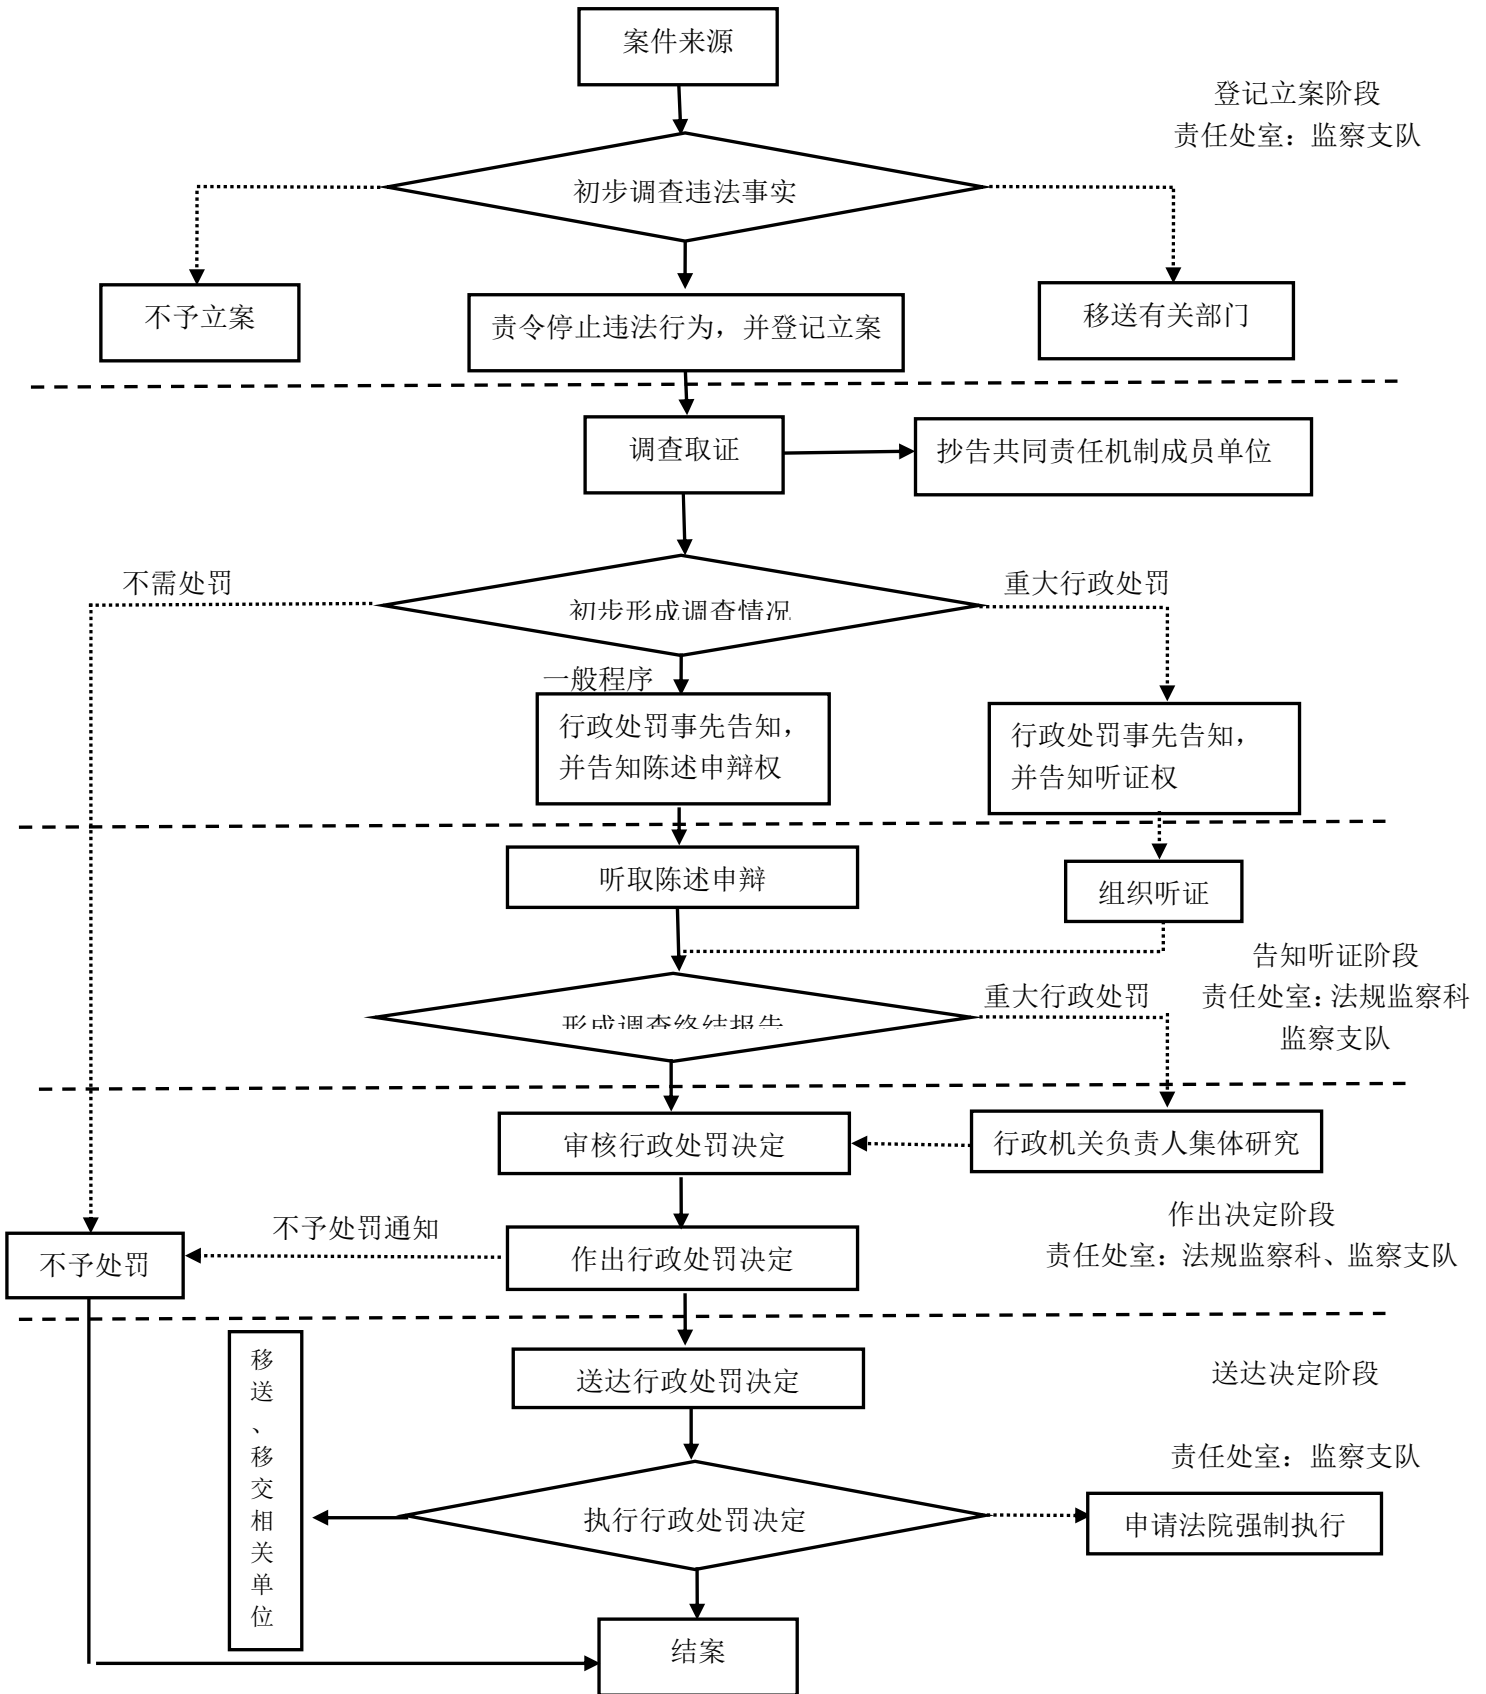 案件来源
登记立案阶段
责任处室：监察支队
初步调查违法事实
不予立案
责令停止违法行为，并登记立案
移送有关部门
调查取证
抄告共同责任机制成员单位
不需处罚
重大行政处罚
初步形成调查情况
一般程序
行政处罚事先告知，
并告知陈述申辩权
行政处罚事先告知，
并告知听证权
听取陈述申辩
组织听证
告知听证阶段
责任处室：法规监察科
监察支队
重大行政处罚
形成调查终结报告
审核行政处罚决定
行政机关负责人集体研究
作出决定阶段
责任处室：法规监察科、监察支队
不予处罚通知
不予处罚
作出行政处罚决定
移送、移交相关单位
送达行政处罚决定
送达决定阶段
责任处室：监察支队
执行行政处罚决定
申请法院强制执行
结案